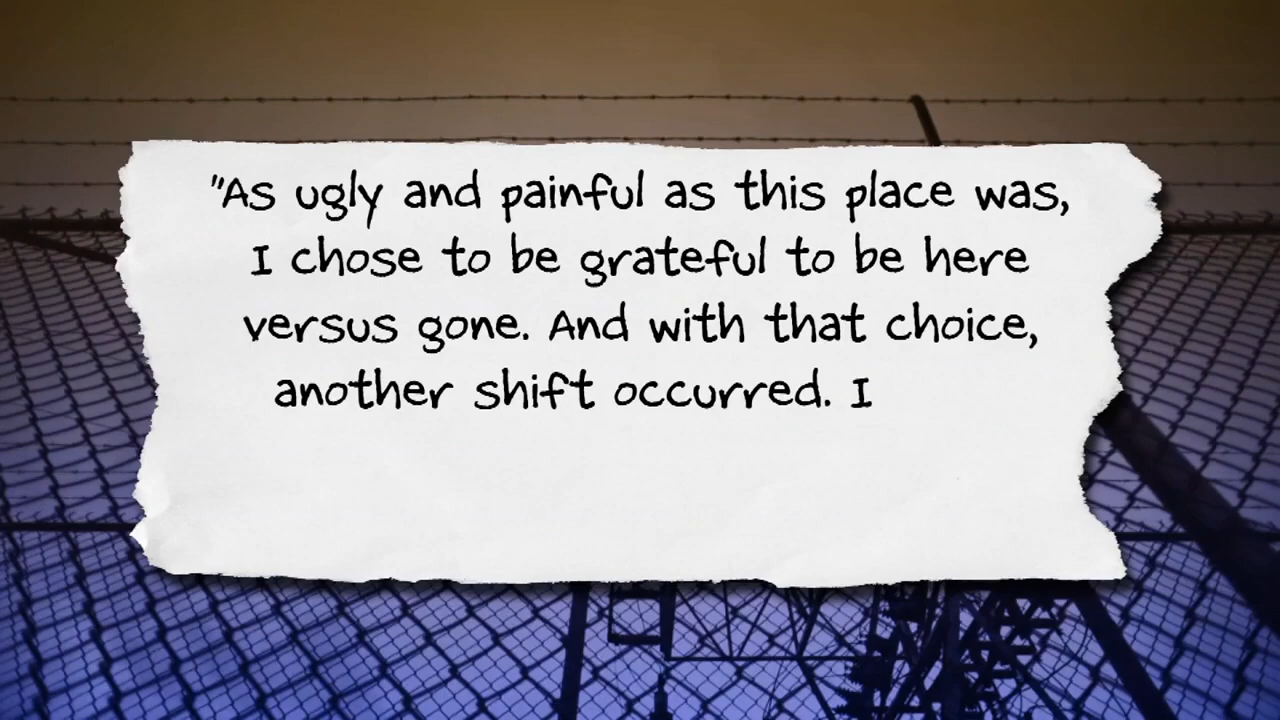 "As ugly and painful as this place was,
I chose to be grateful to be here
versus gone. And with that choice,
another shift occurred. I